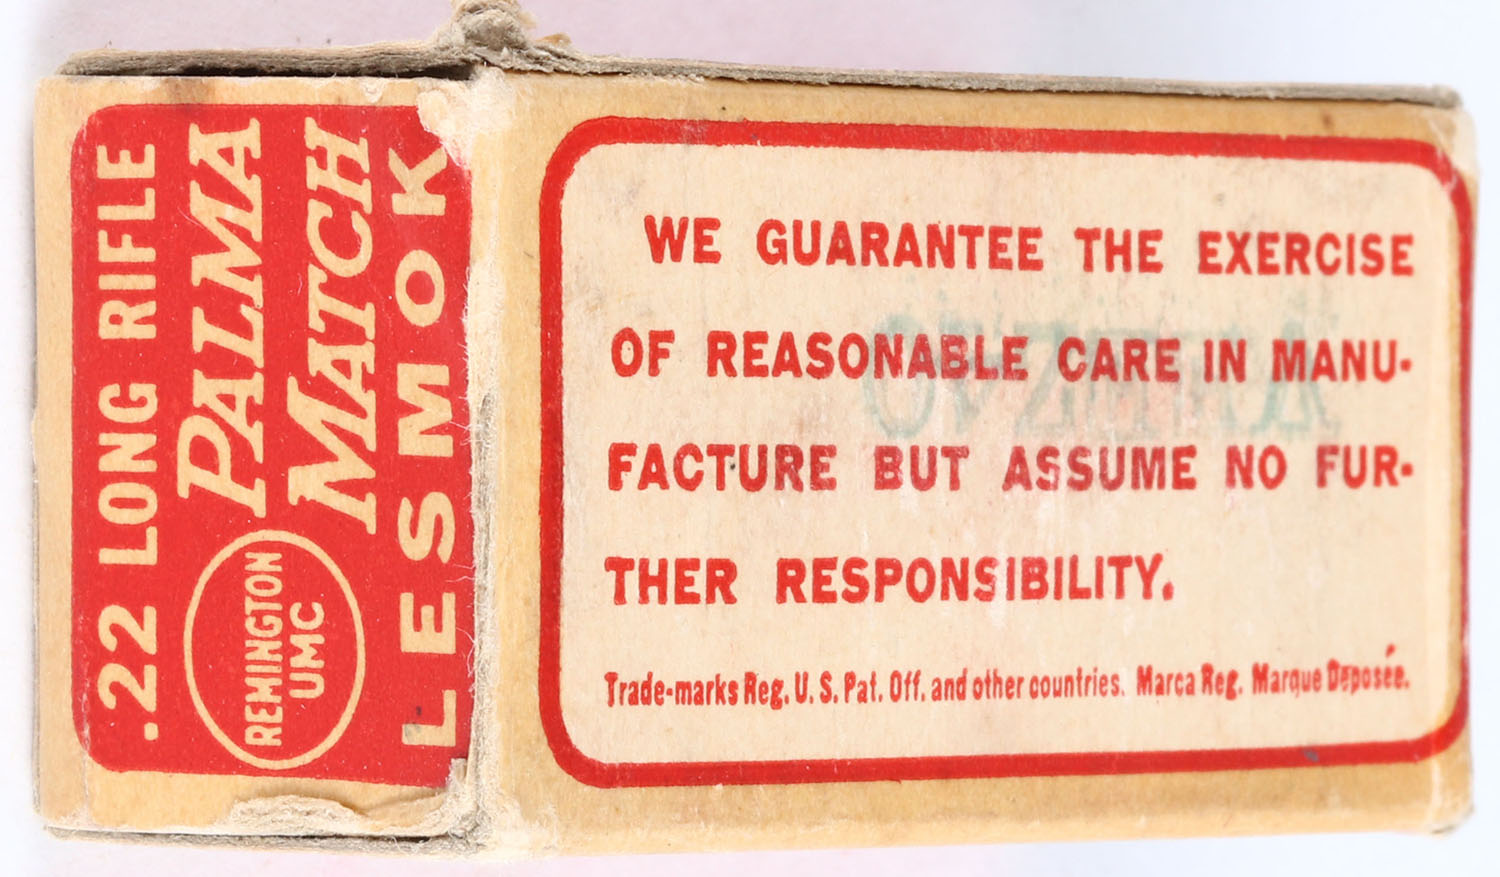 .22 LONG RIFLE
PALMA
MATCH
REMINGTON
UMC
LESMOK
WE GUARANTEE THE EXERCISE
OF REASONABLE CARE IN MANU-
FACTURE BUT ASSUME NO FUR-
THER RESPONSIBILITY.
Trade-marks Reg. U. S. Pat. Off. and other countries. Marca Reg. Marque Deposée.